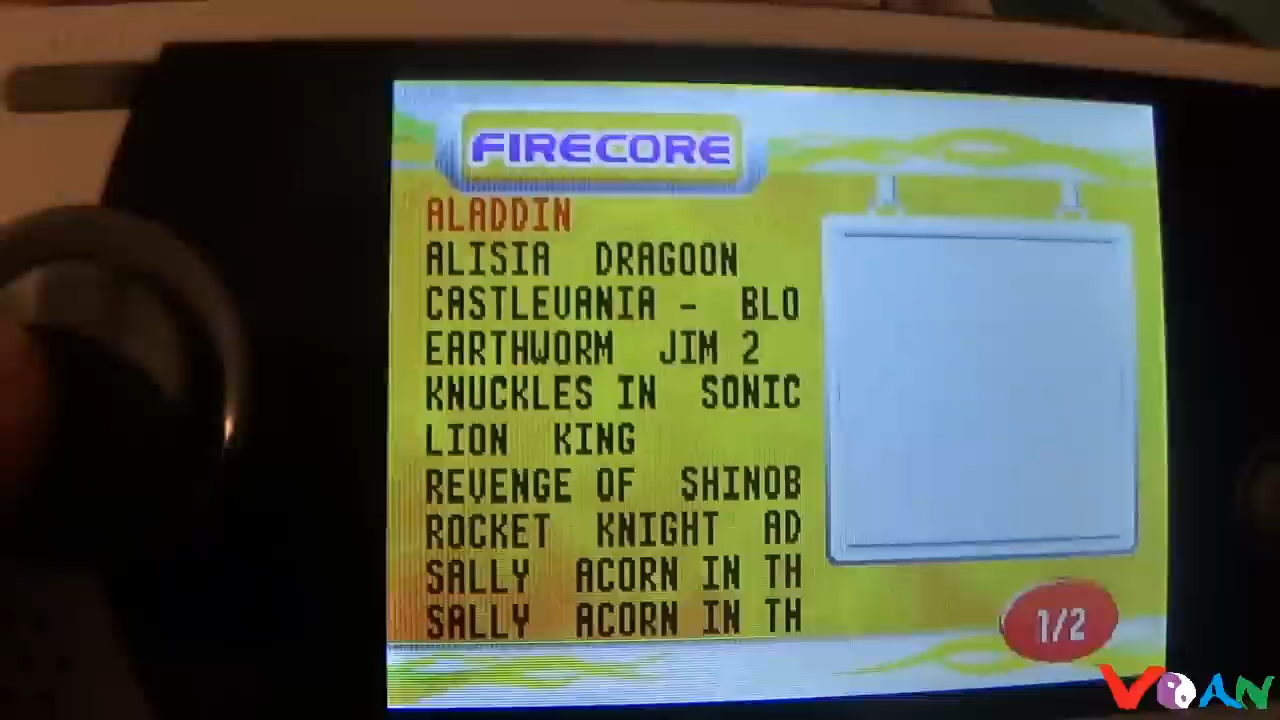 FIRECORE
ALADDIN
ALISIA DRAGOON
CASTLEVANIA - BLO
EARTHWORM JIM 2
KNUCKLES IN SONIC
LION KING
REVENGE OF SHINOB
ROCKET KNIGHT AD
SALLY ACORN IN TH
SALLY ACORN IN TH
1/2
VOAN